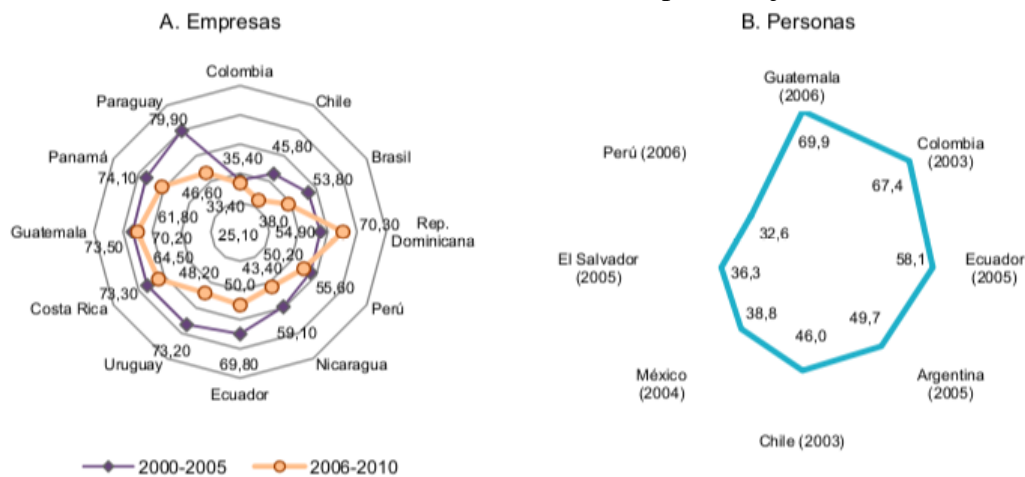 A. Empresas
Colombia
Chile
Brasil
Rep.
Dominicana
Perú
Nicaragua
Ecuador
Uruguay
Costa Rica
Guatemala
Panamá
Paraguay
79,90
74,10
73,50
73,30
73,20
69,80
59,10
55,60
54,90
53,80
45,80
35,40
46,60
33,40
61,80
70,20
64,50
48,20
50,0
43,40
50,20
70,30
38,0
25,10
2000-2005
2006-2010
B. Personas
Guatemala
(2006)
69,9
Colombia
(2003)
67,4
Ecuador
(2005)
58,1
Argentina
(2005)
49,7
Chile (2003)
46,0
México
(2004)
38,8
El Salvador
(2005)
36,3
Perú (2006)
32,6